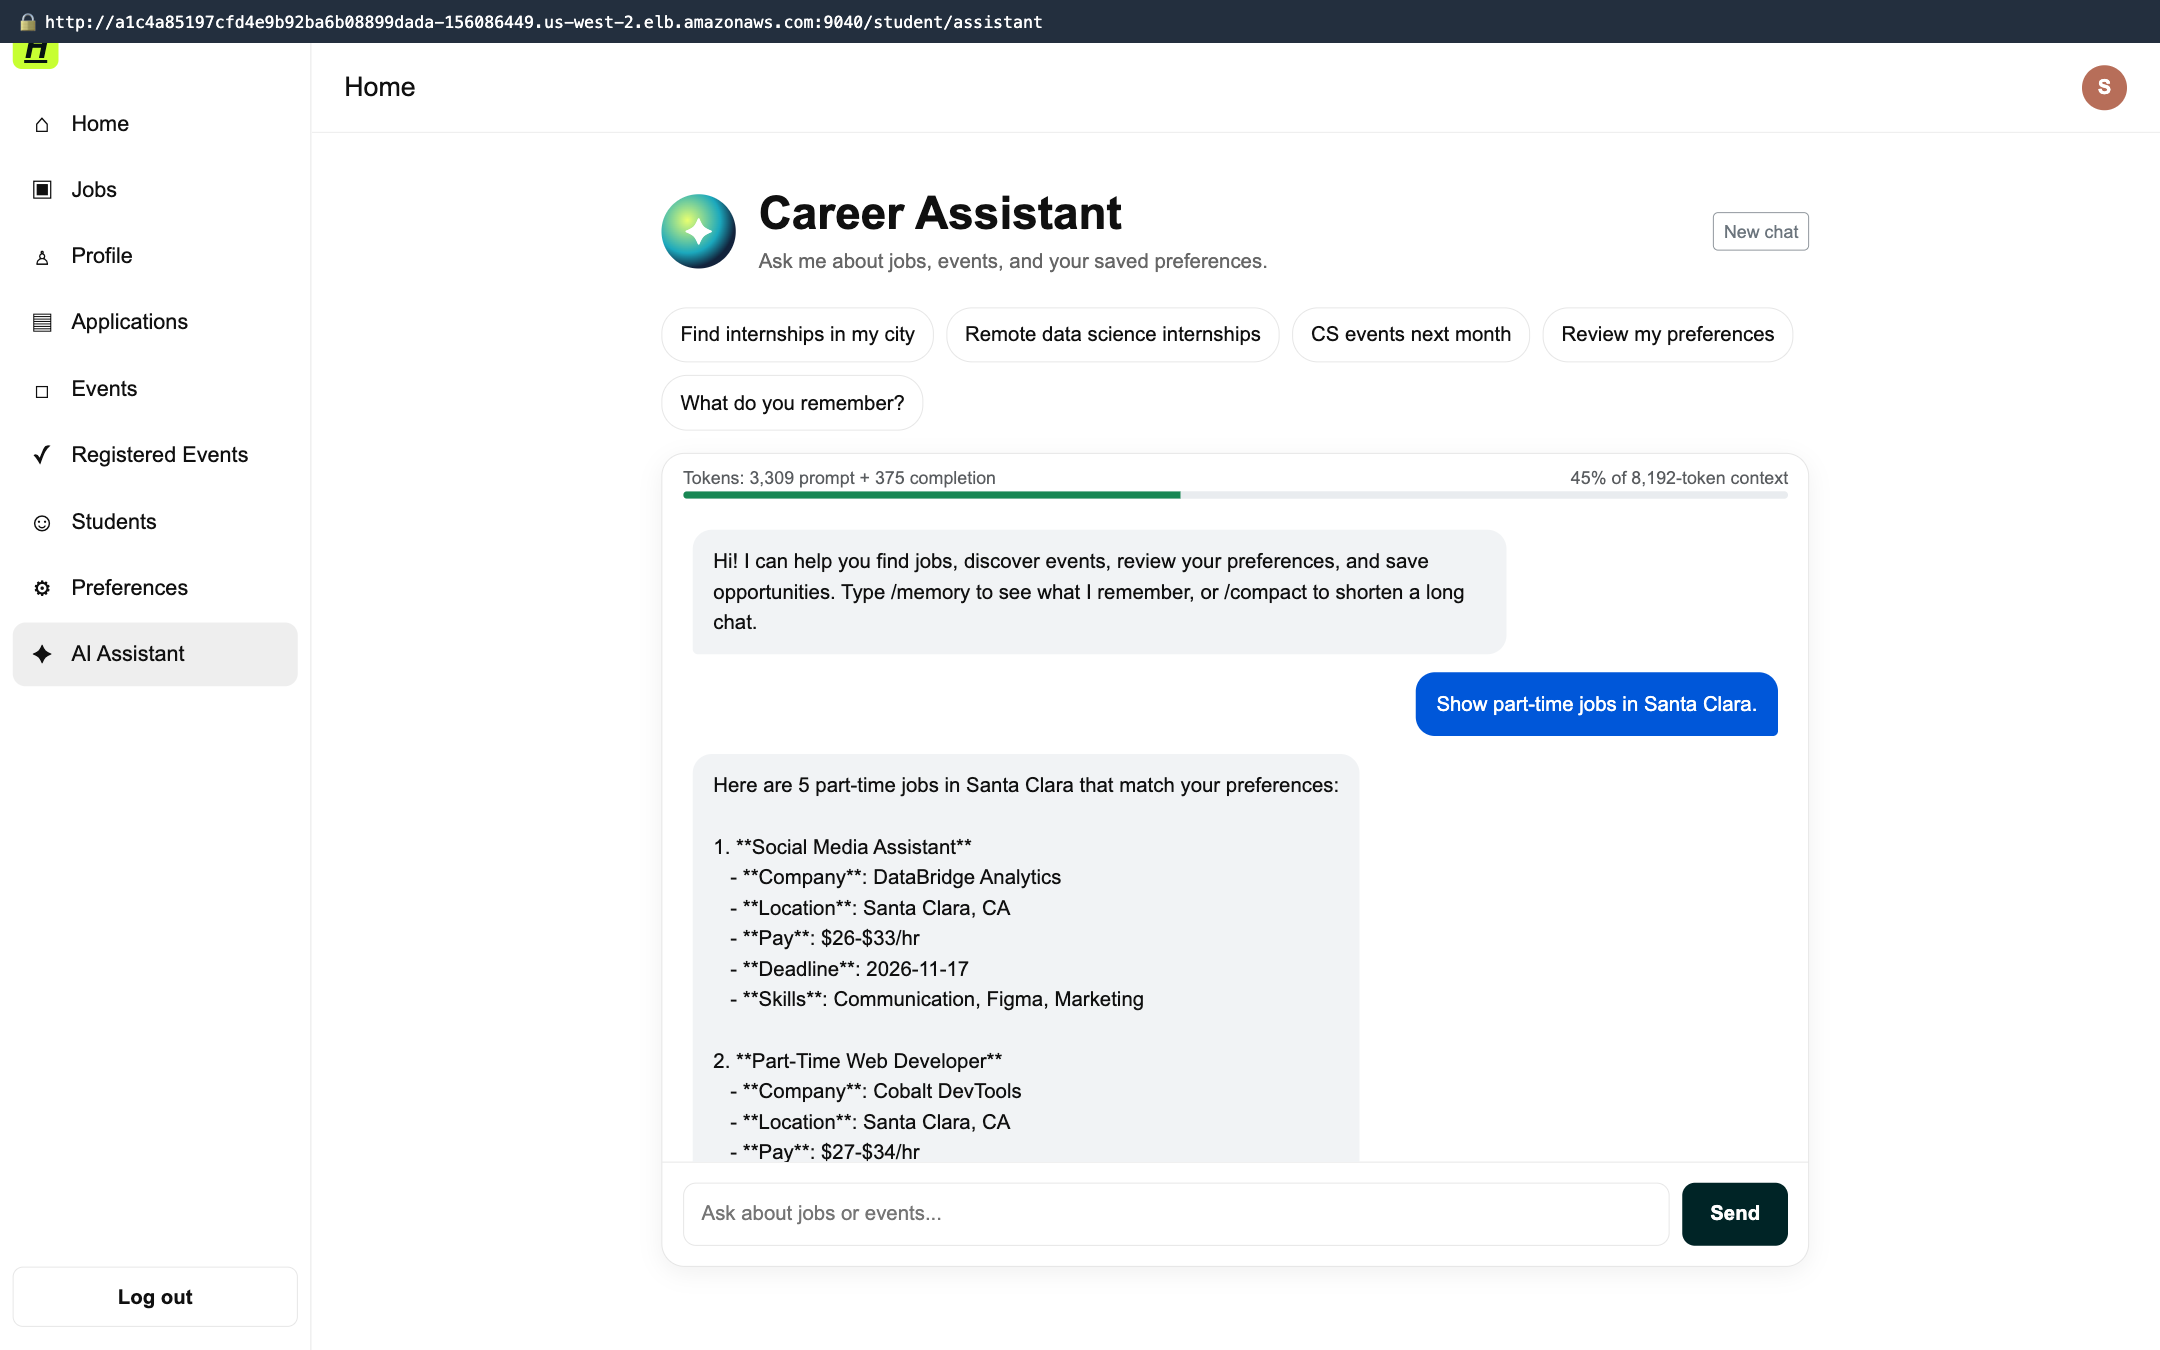 http://a1c4a85197cfd4e9b92ba6b08899dada-156086449.us-west-2.elb.amazonaws.com:9040/student/assistant
H
Home
Jobs
Profile
Applications
Events
Registered Events
Students
Preferences
AI Assistant
Log out
Home
S
Career Assistant
Ask me about jobs, events, and your saved preferences.
New chat
Find internships in my city
Remote data science internships
CS events next month
Review my preferences
What do you remember?
Tokens: 3,309 prompt + 375 completion
45% of 8,192-token context
Hi! I can help you find jobs, discover events, review your preferences, and save
opportunities. Type /memory to see what I remember, or /compact to shorten a long
chat.
Show part-time jobs in Santa Clara.
Here are 5 part-time jobs in Santa Clara that match your preferences:
1. **Social Media Assistant**
- **Company**: DataBridge Analytics
- **Location**: Santa Clara, CA
- **Pay**: $26-$33/hr
- **Deadline**: 2026-11-17
- **Skills**: Communication, Figma, Marketing
2. **Part-Time Web Developer**
- **Company**: Cobalt DevTools
- **Location**: Santa Clara, CA
- **Pay**: $27-$34/hr
Ask about jobs or events...
Send